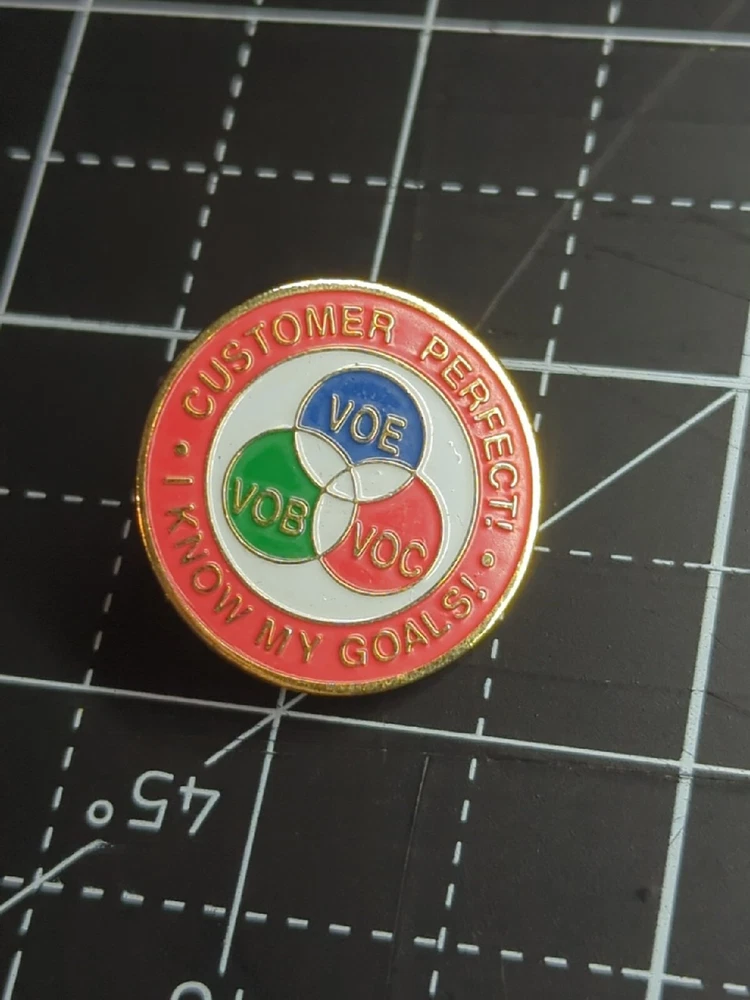 CUSTOMER PERFECT!
VOE
VOB
VOC
• I KNOW MY GOALS! •
45°